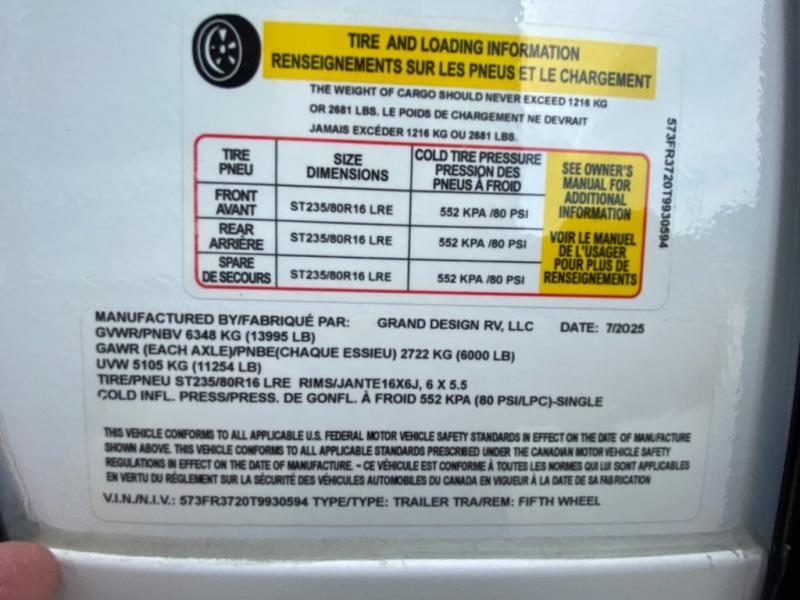 TIRE AND LOADING INFORMATION
RENSEIGNEMENTS SUR LES PNEUS ET LE CHARGEMENT
THE WEIGHT OF CARGO SHOULD NEVER EXCEED 1216 KG
OR 2681 LBS. LE POIDS DE CHARGEMENT NE DEVRAIT
JAMAIS EXCÉDER 1216 KG OU 2681 LBS.
TIRE
PNEU
SIZE
DIMENSIONS
COLD TIRE PRESSURE
PRESSION DES
PNEUS À FROID
FRONT
AVANT
ST235/80R16 LRE
552 KPA /80 PSI
REAR
ARRIÈRE
ST235/80R16 LRE
552 KPA /80 PSI
SPARE
DE SECOURS
ST235/80R16 LRE
552 KPA /80 PSI
SEE OWNER'S
MANUAL FOR
ADDITIONAL
INFORMATION
VOIR LE MANUEL
DE L'USAGER
POUR PLUS DE
RENSEIGNEMENTS
573FR3720T9930594
MANUFACTURED BY/FABRIQUÉ PAR: GRAND DESIGN RV, LLC DATE: 7/2025
GVWR/PNBV 6348 KG (13995 LB)
GAWR (EACH AXLE)/PNBE(CHAQUE ESSIEU) 2722 KG (6000 LB)
UVW 5105 KG (11254 LB)
TIRE/PNEU ST235/80R16 LRE RIMS/JANTE16X6J, 6 X 5.5
COLD INFL. PRESS/PRESS. DE GONFL. À FROID 552 KPA (80 PSI/LPC)-SINGLE
THIS VEHICLE CONFORMS TO ALL APPLICABLE U.S. FEDERAL MOTOR VEHICLE SAFETY STANDARDS IN EFFECT ON THE DATE OF MANUFACTURE
SHOWN ABOVE. THIS VEHICLE CONFORMS TO ALL APPLICABLE STANDARDS PRESCRIBED UNDER THE CANADIAN MOTOR VEHICLE SAFETY
REGULATIONS IN EFFECT ON THE DATE OF MANUFACTURE. ~ CE VÉHICULE EST CONFORME À TOUTES LES NORMES QUI LUI SONT APPLICABLES
EN VERTU DU RÉGLEMENT SUR LA SÉCURITÉ DES VÉHICULES AUTOMOBILES DU CANADA EN VIGUEUR À LA DATE DE SA FABRICATION
V.I.N./N.I.V.: 573FR3720T9930594 TYPE/TYPE: TRAILER TRA/REM: FIFTH WHEEL